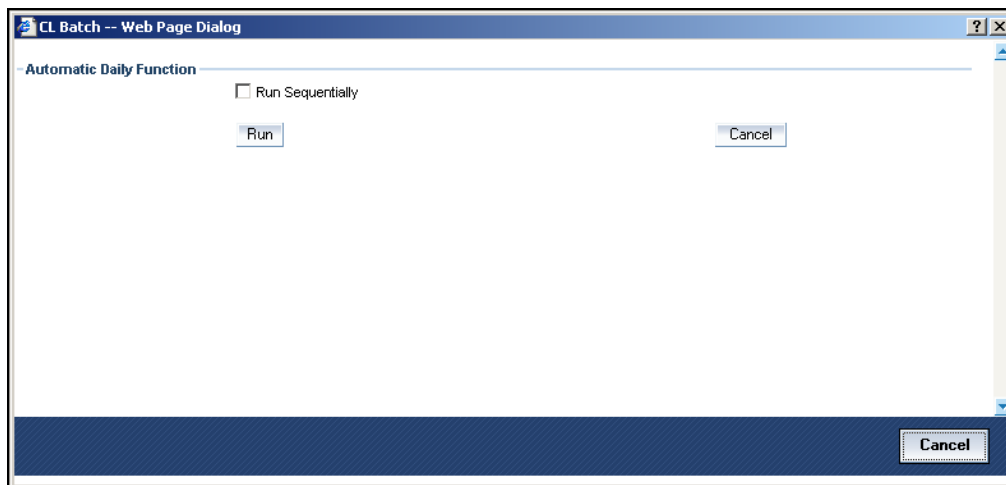 CL Batch -- Web Page Dialog
Automatic Daily Function
Run Sequentially
Run Cancel
Cancel